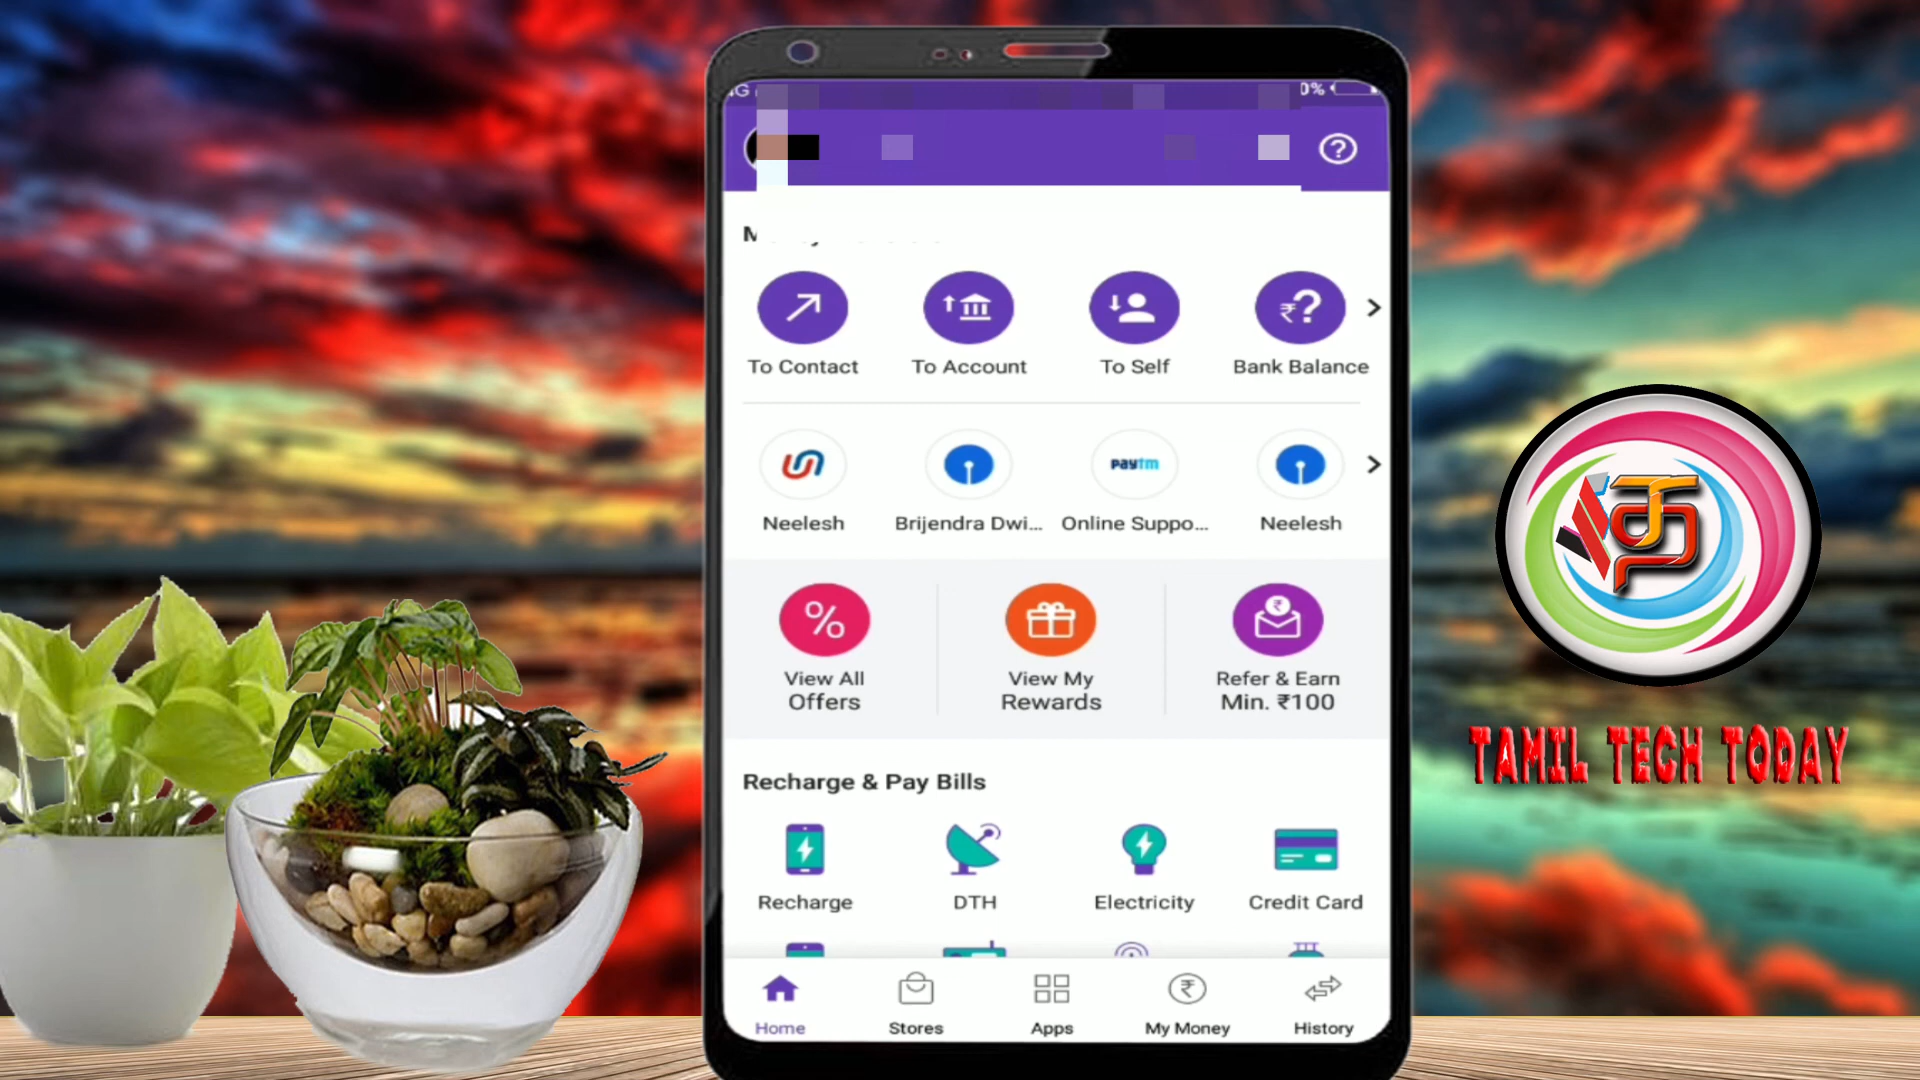 0%
To Contact
To Account
To Self
Bank Balance
paytm
Neelesh
Brijendra Dwi...
Online Suppo...
Neelesh
View All
Offers
View My
Rewards
Refer & Earn
Min. ₹100
Recharge & Pay Bills
Recharge
DTH
Electricity
Credit Card
Home
Stores
Apps
My Money
History
த
TAMIL TECH TODAY